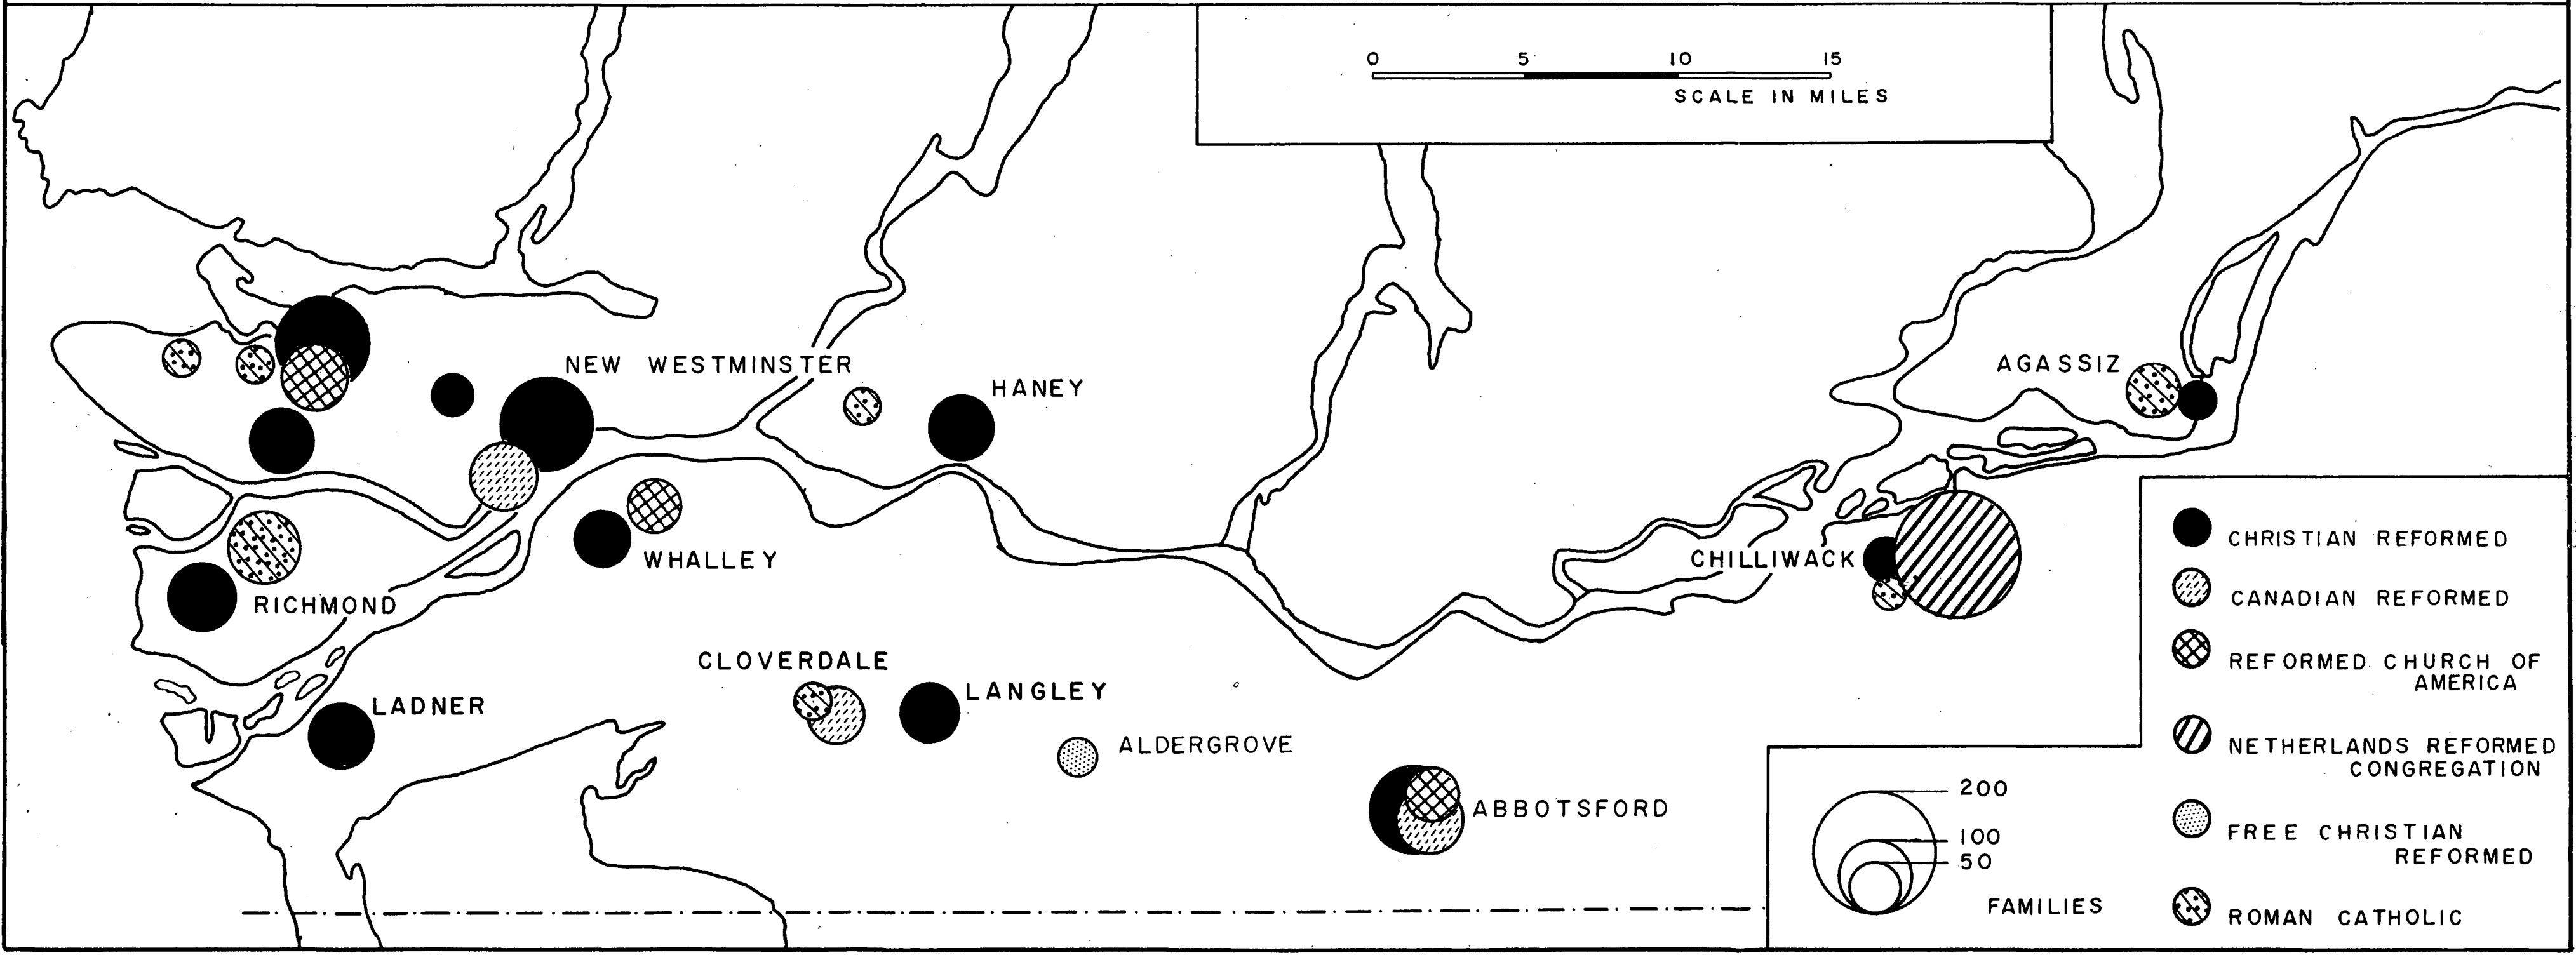 0 5 10 15
SCALE IN MILES
NEW WESTMINSTER
HANEY
AGASSIZ
WHALLEY
CHILLIWACK
RICHMOND
CLOVERDALE
LANGLEY
LADNER
ALDERGROVE
ABBOTSFORD
CHRISTIAN REFORMED
CANADIAN REFORMED
REFORMED CHURCH OF
AMERICA
NETHERLANDS REFORMED
CONGREGATION
FREE CHRISTIAN
REFORMED
ROMAN CATHOLIC
200
100
50
FAMILIES